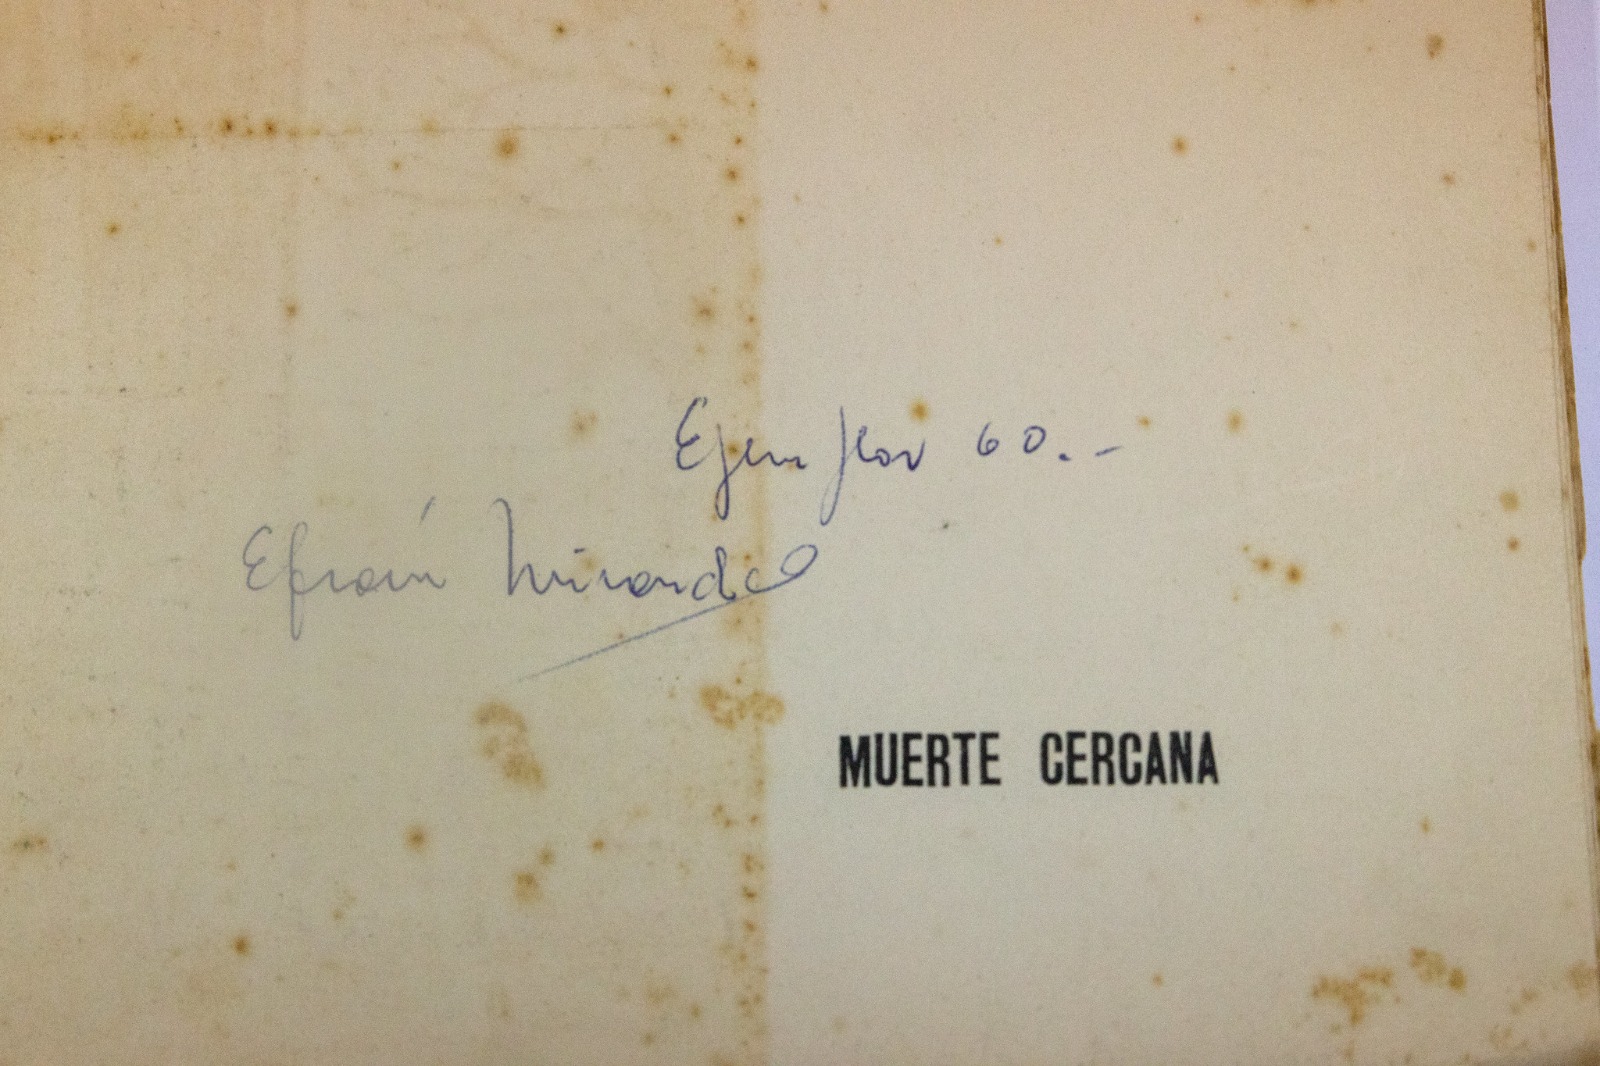 Ejemplar 60.-
Efraín Miranda
MUERTE CERCANA